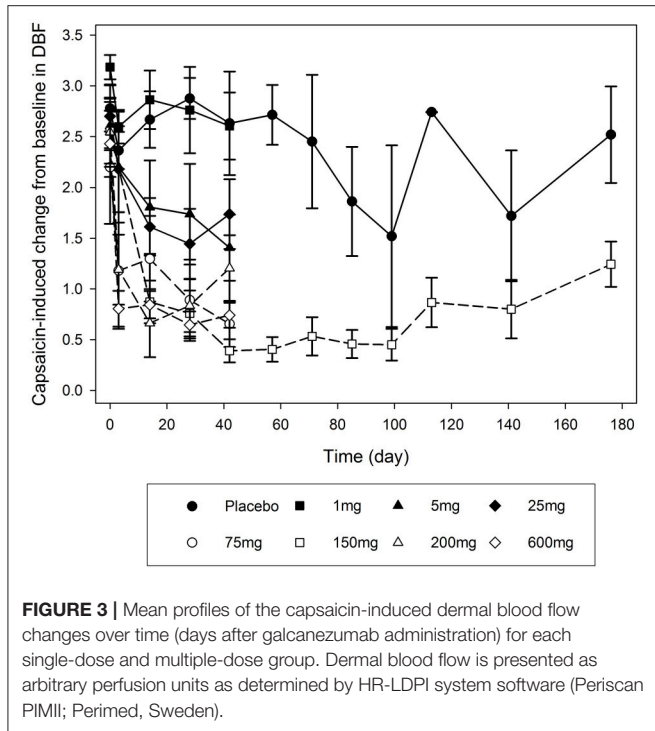 Capsaicin-induced change from baseline in DBF
3.5
3.0
2.5
2.0
1.5
1.0
0.5
0.0
0 20 40 60 80 100 120 140 160 180
Time (day)
Placebo 1mg 5mg 25mg
75mg 150mg 200mg 600mg
FIGURE 3 | Mean profiles of the capsaicin-induced dermal blood flow
changes over time (days after galcanezumab administration) for each
single-dose and multiple-dose group. Dermal blood flow is presented as
arbitrary perfusion units as determined by HR-LDPI system software (Periscan
PIMII; Perimed, Sweden).